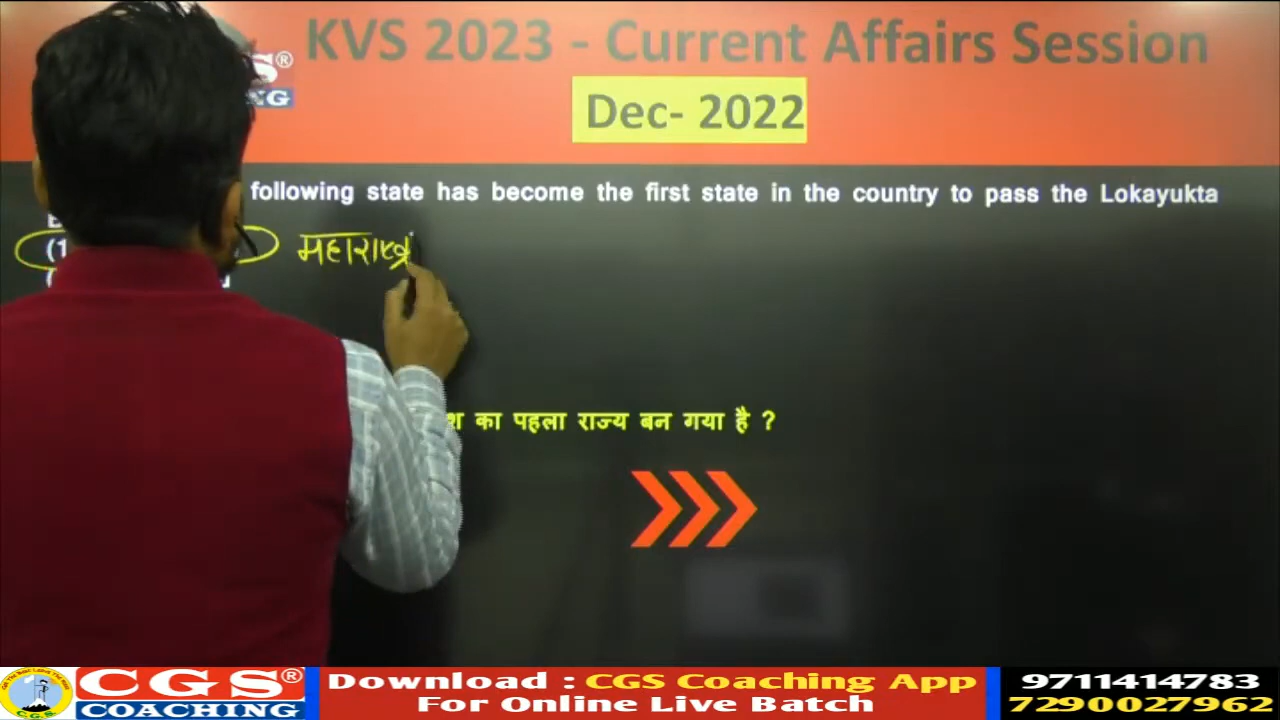 KVS 2023 - Current Affairs Session
Dec- 2022
following state has become the first state in the country to pass the Lokayukta
(1
महाराष्ट्र
का पहला राज्य बन गया है ?
CGS®
COACHING
Download : CGS Coaching App
For Online Live Batch
9711414783
7290027962
C.G.S.